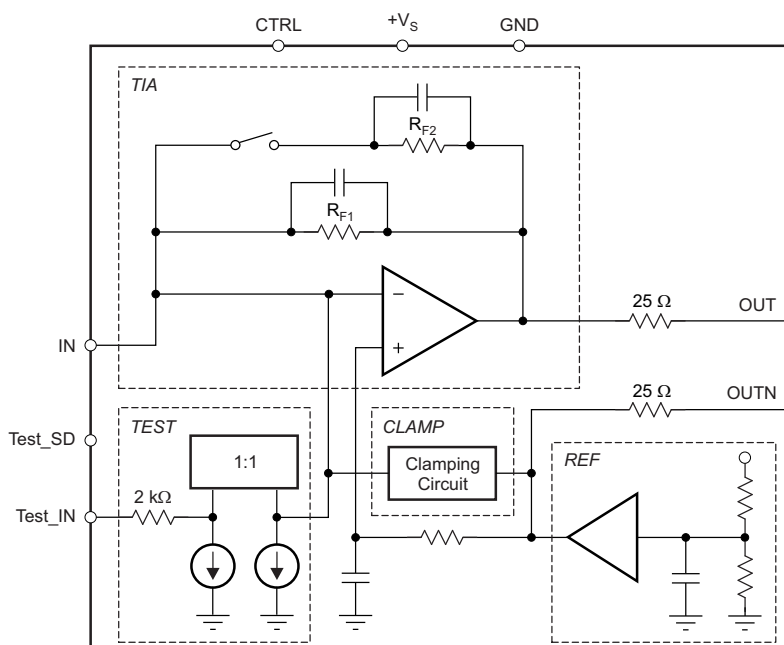 CTRL
+VS
GND
TIA
RF2
RF1
−
+
25 Ω
OUT
IN
25 Ω
OUTN
Test_SD
TEST
CLAMP
REF
1:1
Clamping
Circuit
2 kΩ
Test_IN